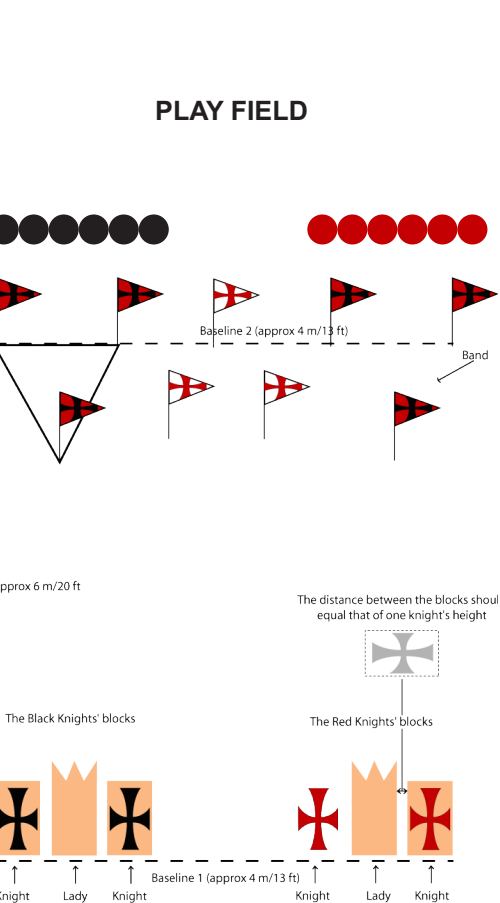 PLAY FIELD
Baseline 2 (approx 4 m/13 ft)
Band
approx 6 m/20 ft
The distance between the blocks shoul
equal that of one knight's height
The Black Knights' blocks
The Red Knights' blocks
Baseline 1 (approx 4 m/13 ft)
Knight Lady Knight Knight Lady Knight